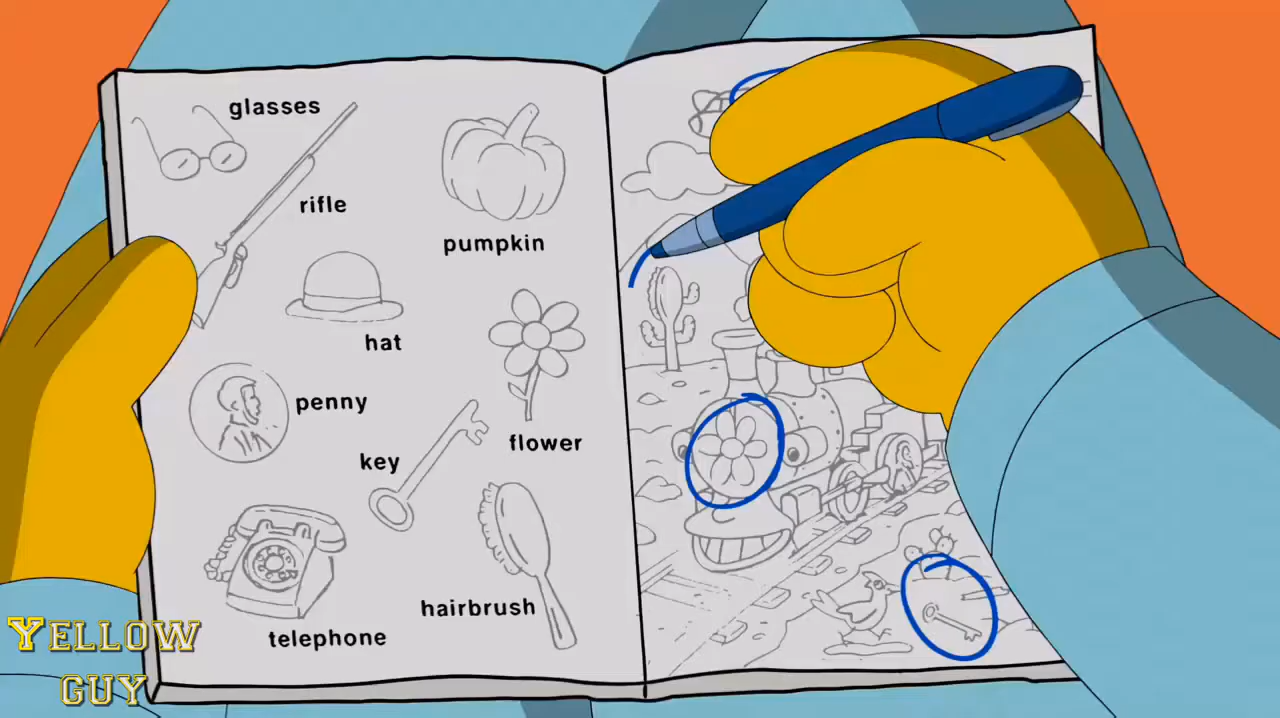 glasses
rifle
pumpkin
hat
penny
flower
key
hairbrush
telephone
YELLOW
GUY